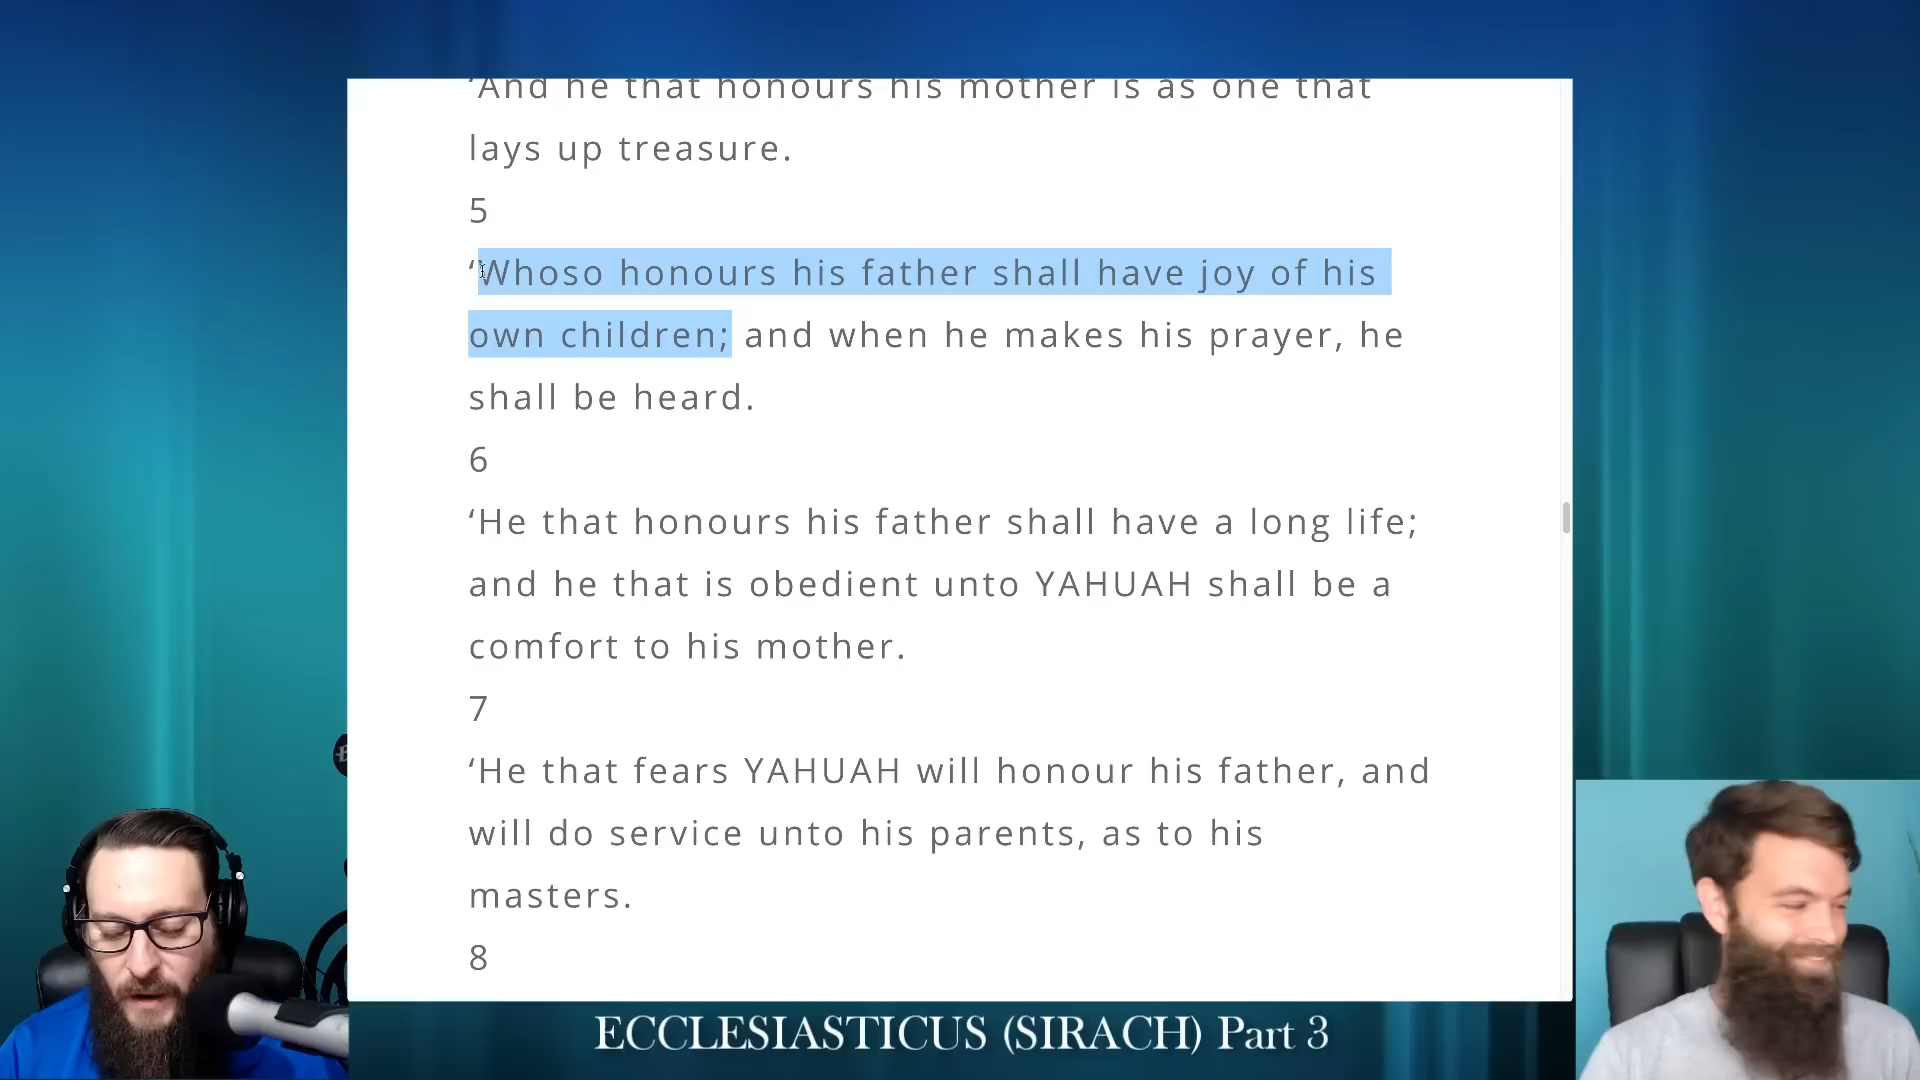 ‘And he that honours his mother is as one that
lays up treasure.
5
‘Whoso honours his father shall have joy of his
own children; and when he makes his prayer, he
shall be heard.
6
‘He that honours his father shall have a long life;
and he that is obedient unto YAHUAH shall be a
comfort to his mother.
7
‘He that fears YAHUAH will honour his father, and
will do service unto his parents, as to his
masters.
8
ECCLESIASTICUS (SIRACH) Part 3